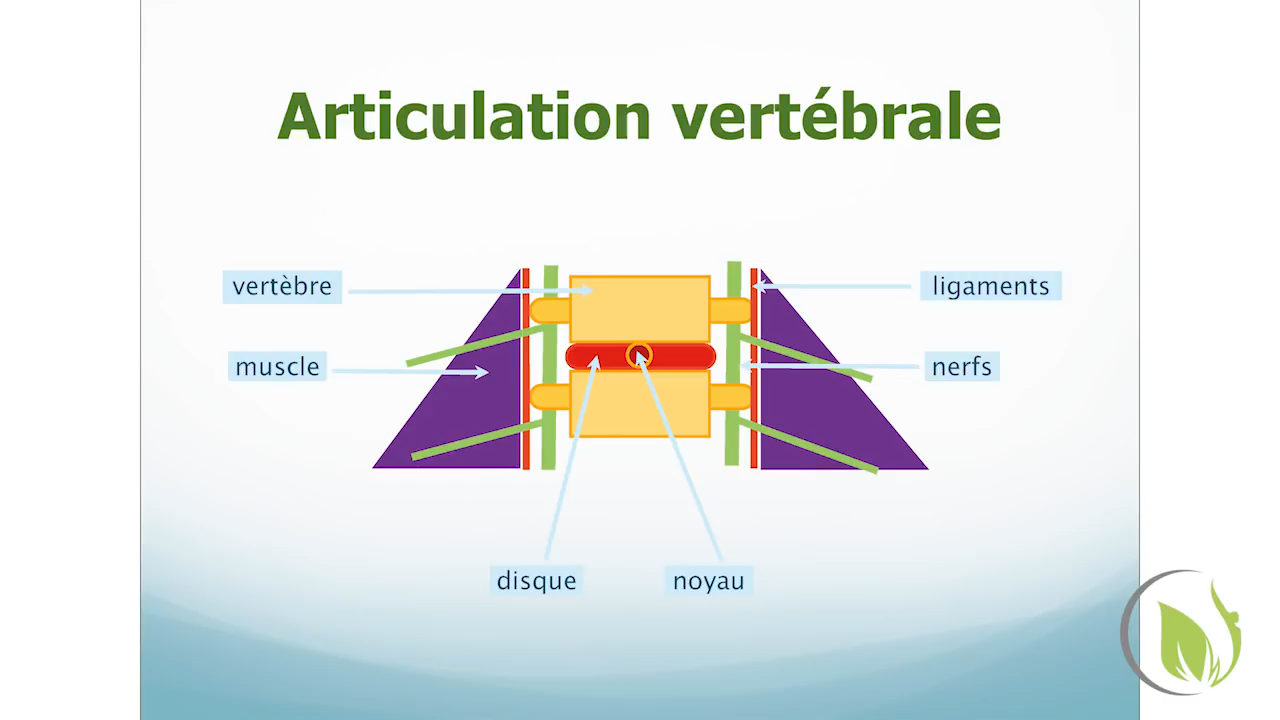 Articulation vertébrale
vertèbre
ligaments
muscle
nerfs
disque
noyau